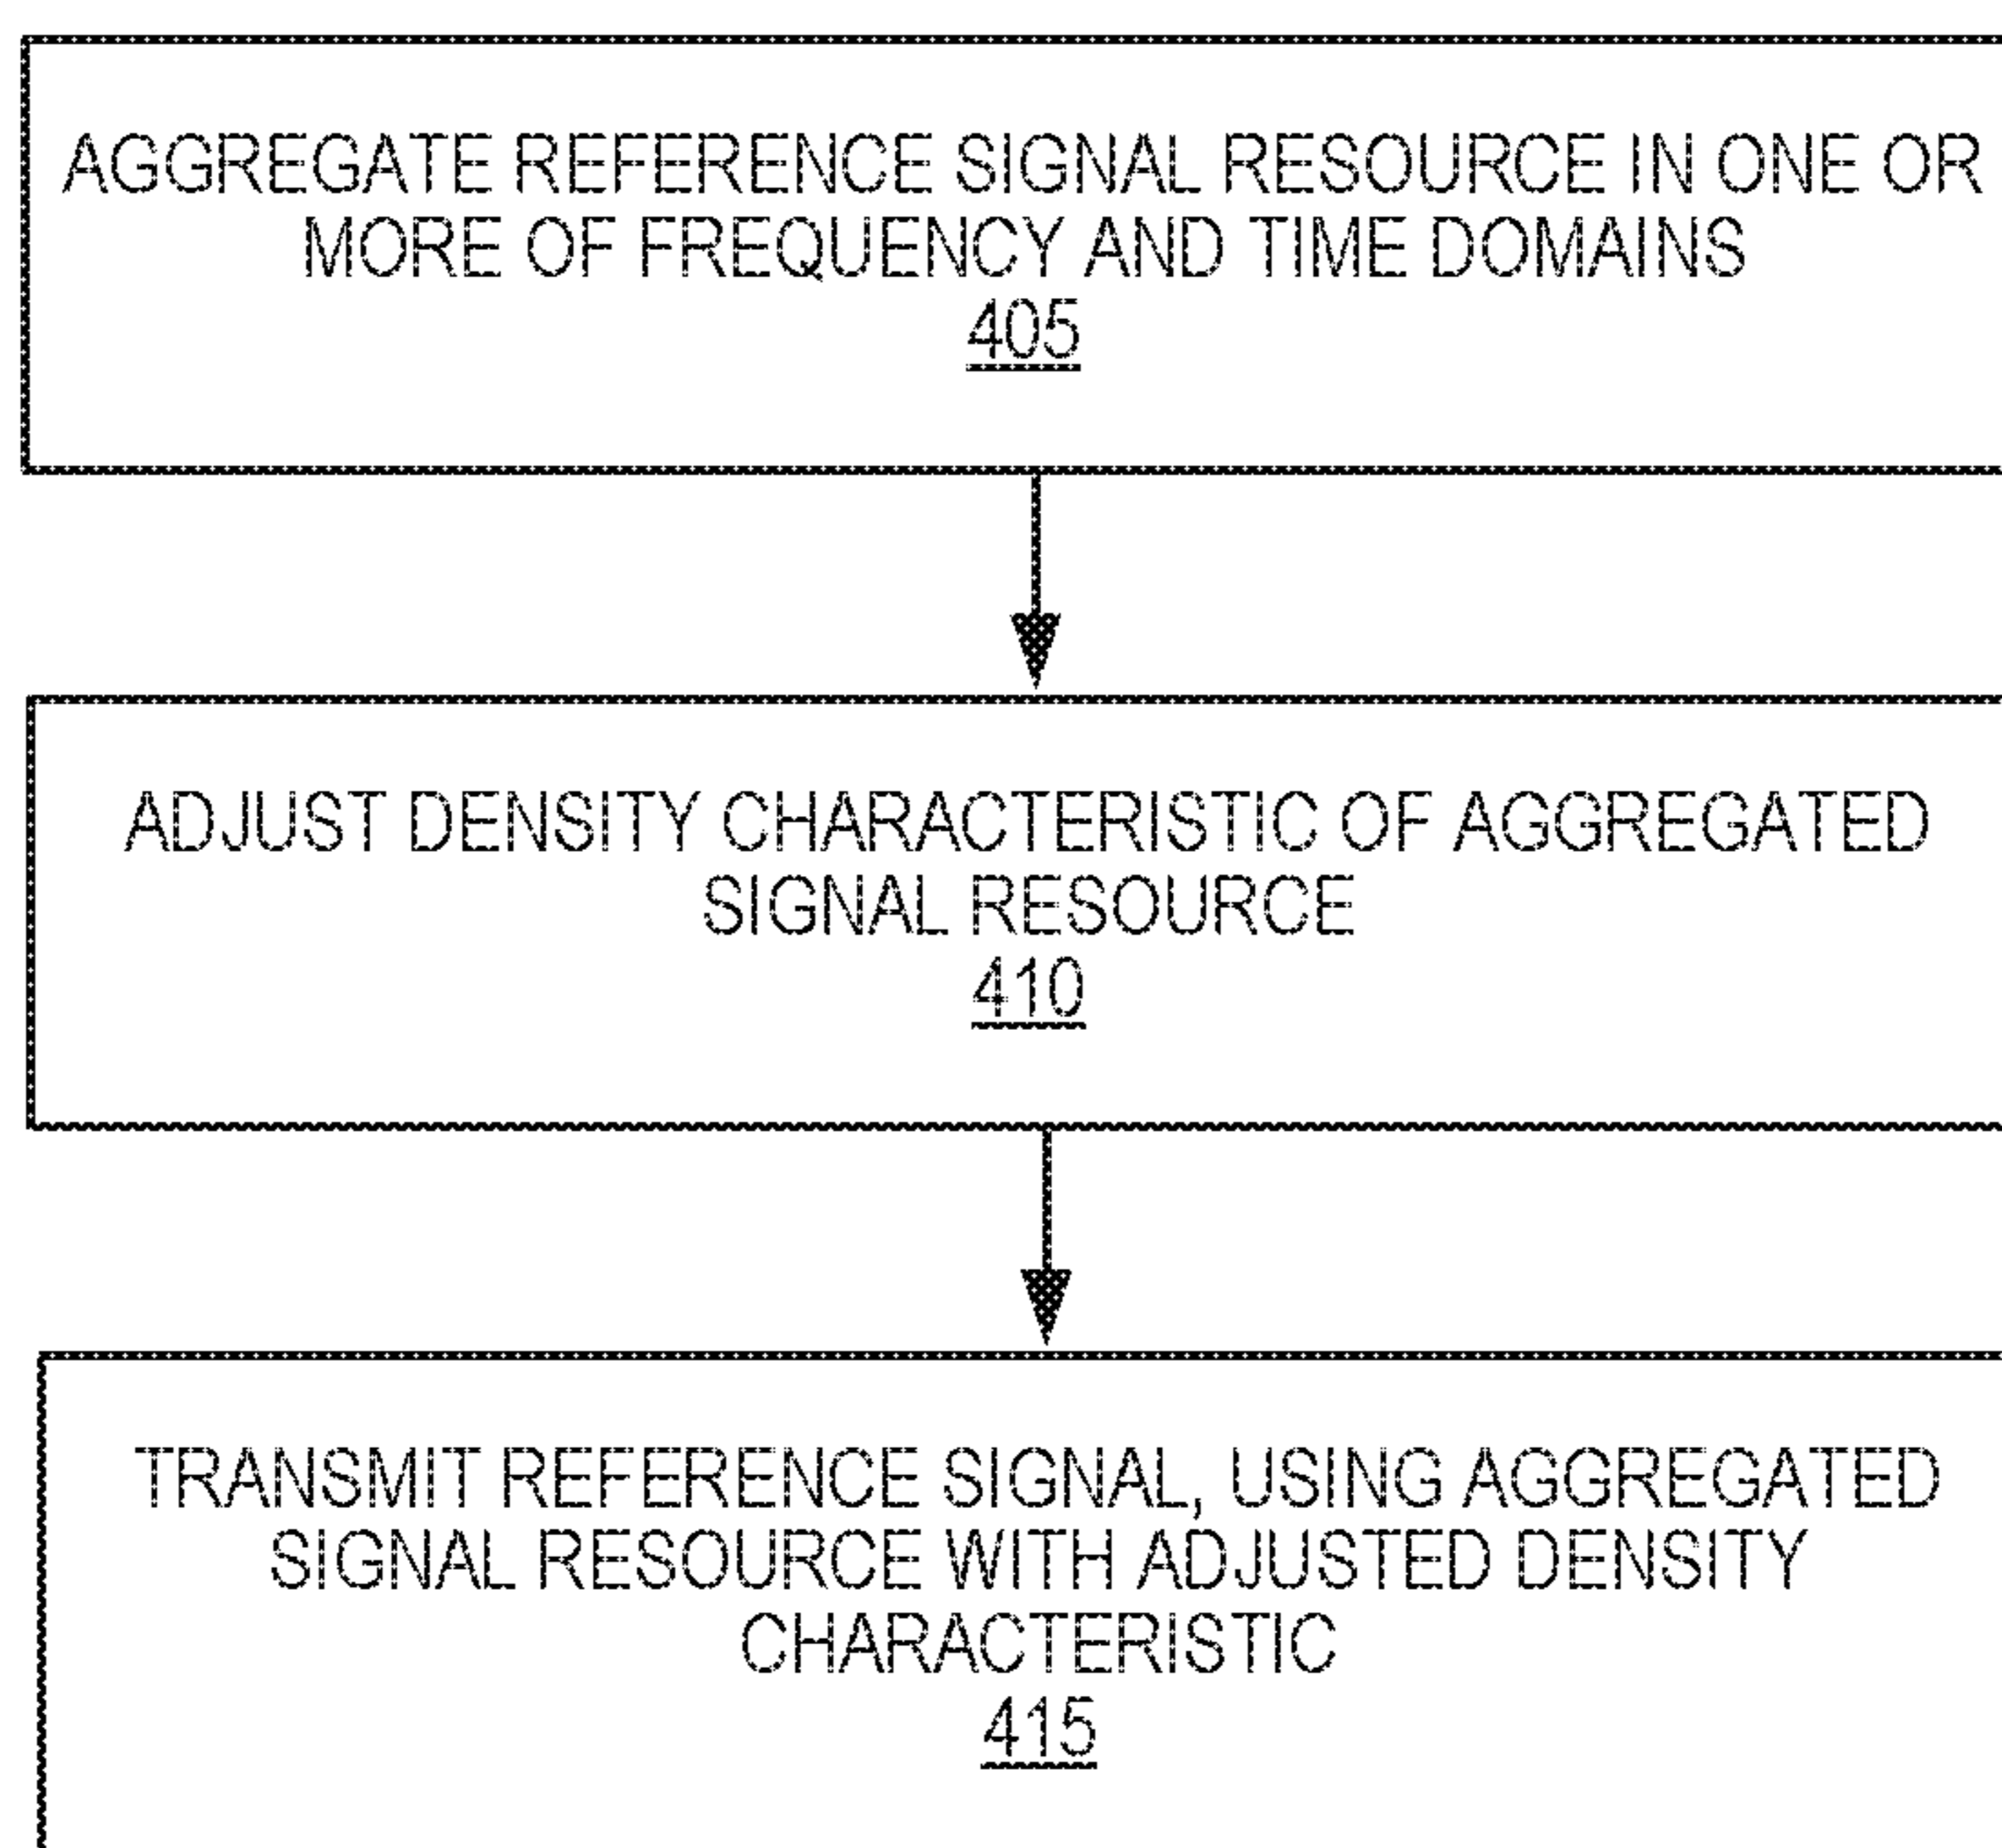 AGGREGATE REFERENCE SIGNAL RESOURCE IN ONE OR
MORE OF FREQUENCY AND TIME DOMAINS
405
ADJUST DENSITY CHARACTERISTIC OF AGGREGATED
SIGNAL RESOURCE
410
TRANSMIT REFERENCE SIGNAL, USING AGGREGATED
SIGNAL RESOURCE WITH ADJUSTED DENSITY
CHARACTERISTIC
415